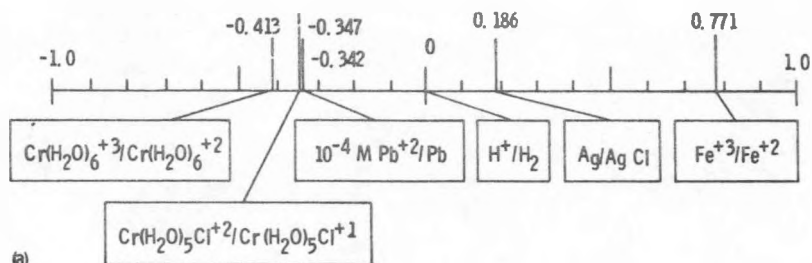 -0.413 -0.347 0 0.186 0.771
-1.0 -0.342 1.0
Cr(H₂O)₆⁺³/Cr(H₂O)₆⁺² 10⁻⁴ M Pb⁺²/Pb H⁺/H₂ Ag/Ag Cl Fe⁺³/Fe⁺²
Cr(H₂O)₅Cl⁺²/Cr(H₂O)₅Cl⁺¹
(a)